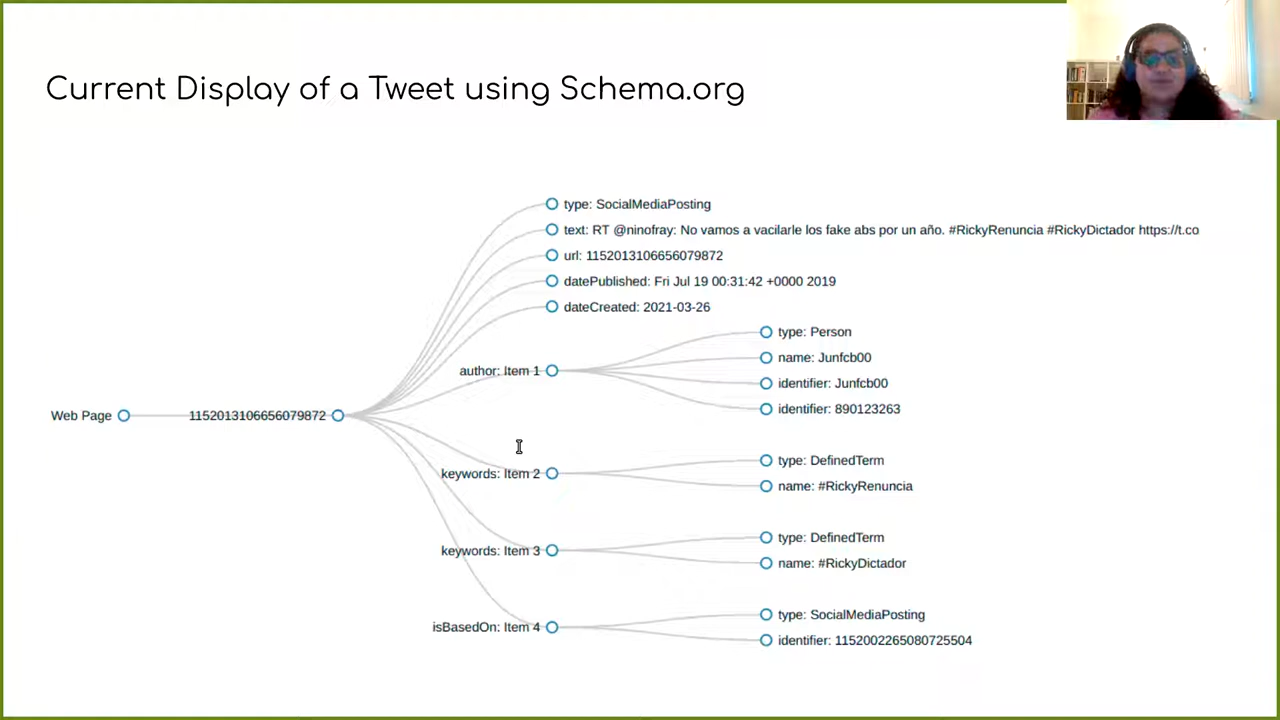 Current Display of a Tweet using Schema.org
type: SocialMediaPosting
text: RT @ninofray: No vamos a vacilarle los fake abs por un año. #RickyRenuncia #RickyDictador https://t.co
url: 1152013106656079872
datePublished: Fri Jul 19 00:31:42 +0000 2019
dateCreated: 2021-03-26
author: Item 1
type: Person
name: Junfcb00
identifier: Junfcb00
identifier: 890123263
Web Page
1152013106656079872
keywords: Item 2
type: DefinedTerm
name: #RickyRenuncia
keywords: Item 3
type: DefinedTerm
name: #RickyDictador
isBasedOn: Item 4
type: SocialMediaPosting
identifier: 1152002265080725504